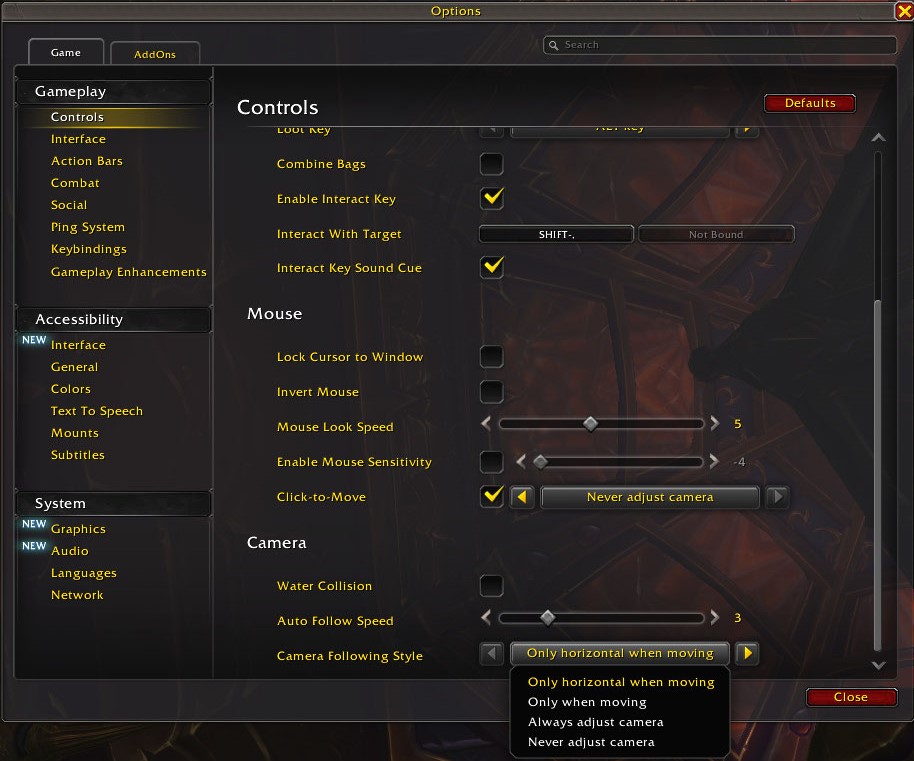 Options
Game
AddOns
Search
Gameplay
Controls
Interface
Action Bars
Combat
Social
Ping System
Keybindings
Gameplay Enhancements
Accessibility
NEW
Interface
General
Colors
Text To Speech
Mounts
Subtitles
System
NEW
Graphics
NEW
Audio
Languages
Network
Controls
Defaults
Loot Key
ALT key
Combine Bags
Enable Interact Key
Interact With Target
SHIFT-,
Not Bound
Interact Key Sound Cue
Mouse
Lock Cursor to Window
Invert Mouse
Mouse Look Speed
5
Enable Mouse Sensitivity
-4
Click-to-Move
Never adjust camera
Camera
Water Collision
Auto Follow Speed
3
Camera Following Style
Only horizontal when moving
Only horizontal when moving
Only when moving
Always adjust camera
Never adjust camera
Close